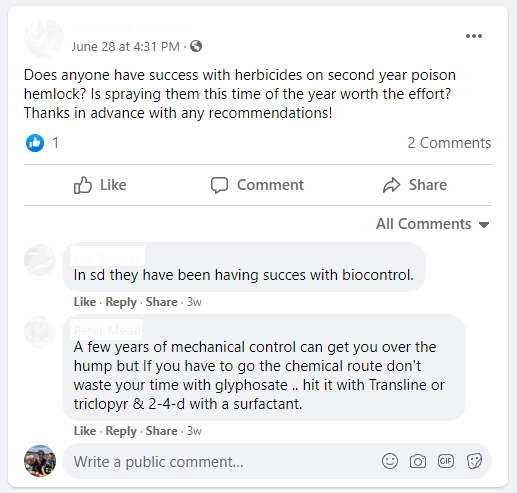 June 28 at 4:31 PM ·
Does anyone have success with herbicides on second year poison
hemlock? Is spraying them this time of the year worth the effort?
Thanks in advance with any recommendations!
1
2 Comments
Like
Comment
Share
All Comments
In sd they have been having succes with biocontrol.
Like · Reply · Share · 3w
Peter Mead
A few years of mechanical control can get you over the
hump but If you have to go the chemical route don't
waste your time with glyphosate .. hit it with Transline or
triclopyr & 2-4-d with a surfactant.
Like · Reply · Share · 3w
Write a public comment...
GIF